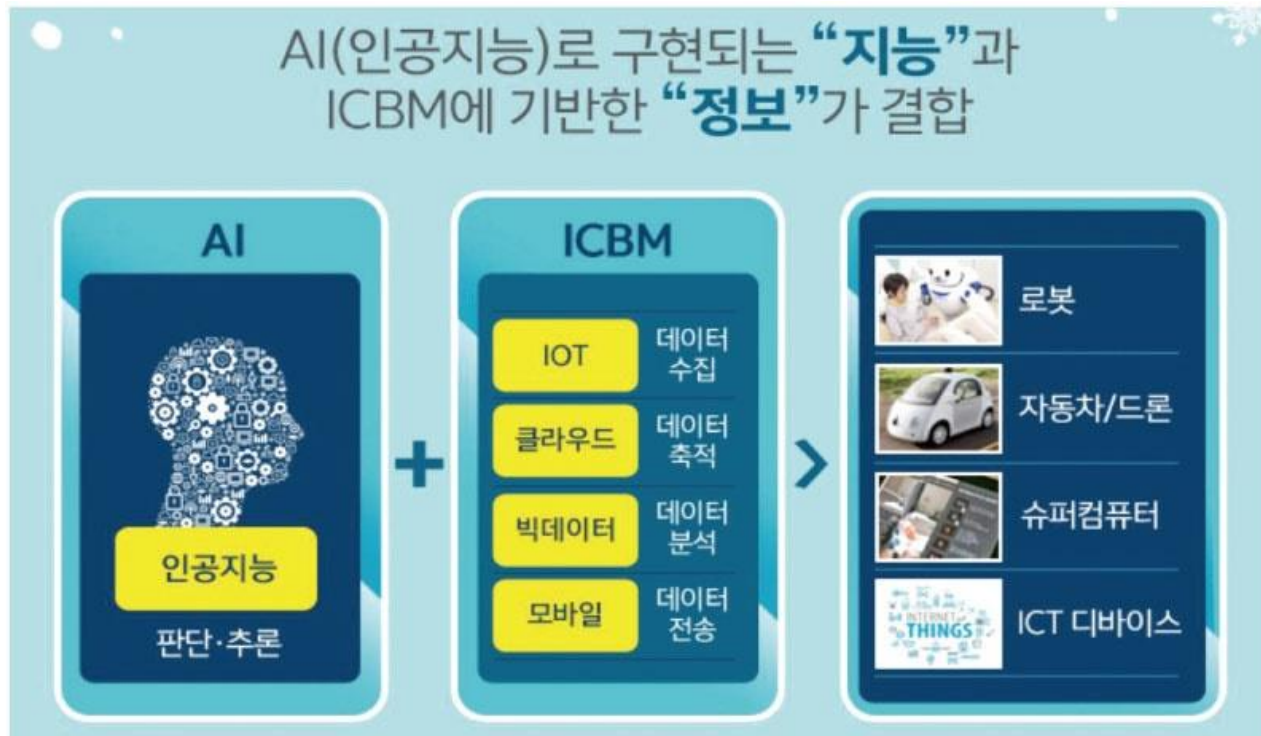 AI(인공지능)로 구현되는 “지능”과
ICBM에 기반한 “정보”가 결합
AI
인공지능
판단·추론
+
ICBM
IOT
데이터
수집
클라우드
데이터
축적
빅데이터
데이터
분석
모바일
데이터
전송
>
로봇
자동차/드론
슈퍼컴퓨터
INTERNET of
THINGS
ICT 디바이스